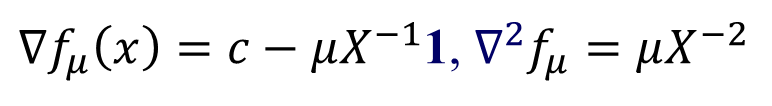 ∇f_μ(x) = c − μX^{−1}𝟏, ∇²f_μ = μX^{−2}